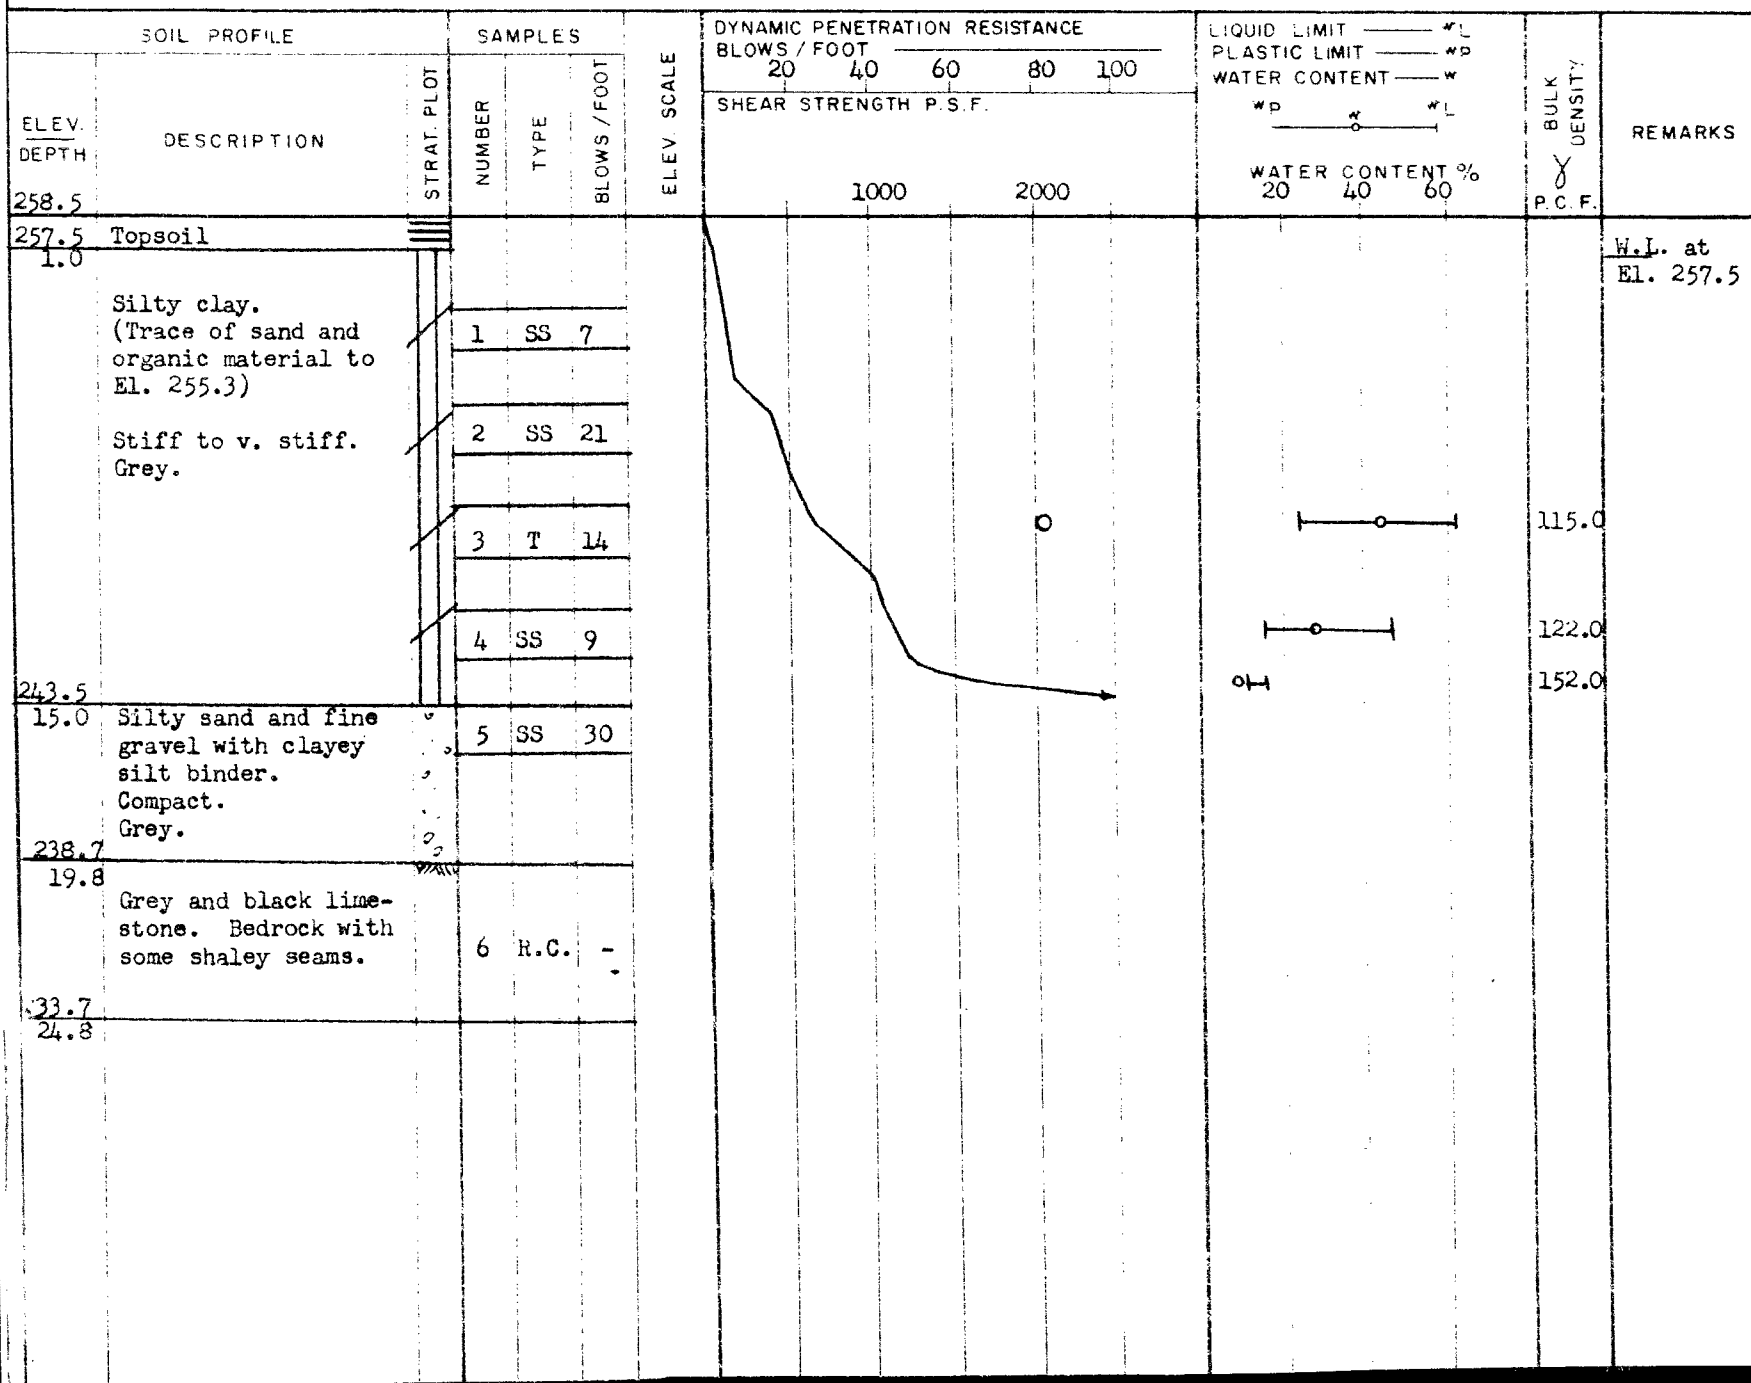 SOIL PROFILE
SAMPLES
ELEV. SCALE
DYNAMIC PENETRATION RESISTANCE
BLOWS / FOOT
20 40 60 80 100
SHEAR STRENGTH P.S.F.
1000 2000
LIQUID LIMIT wL
PLASTIC LIMIT wP
WATER CONTENT w
wP w wL
WATER CONTENT %
20 40 60
BULK DENSITY
γ
P.C.F.
REMARKS
ELEV.
DEPTH
DESCRIPTION
STRAT. PLOT
NUMBER
TYPE
BLOWS / FOOT
258.5
257.5 Topsoil
1.0
W.L. at
El. 257.5
Silty clay.
(Trace of sand and
organic material to
El. 255.3)
1 SS 7
Stiff to v. stiff.
Grey.
2 SS 21
3 T 14
115.0
4 SS 9
122.0
152.0
243.5
15.0 Silty sand and fine
gravel with clayey
silt binder.
Compact.
Grey.
5 SS 30
238.7
19.8
Grey and black lime-
stone. Bedrock with
some shaley seams.
6 R.C. -
33.7
24.8